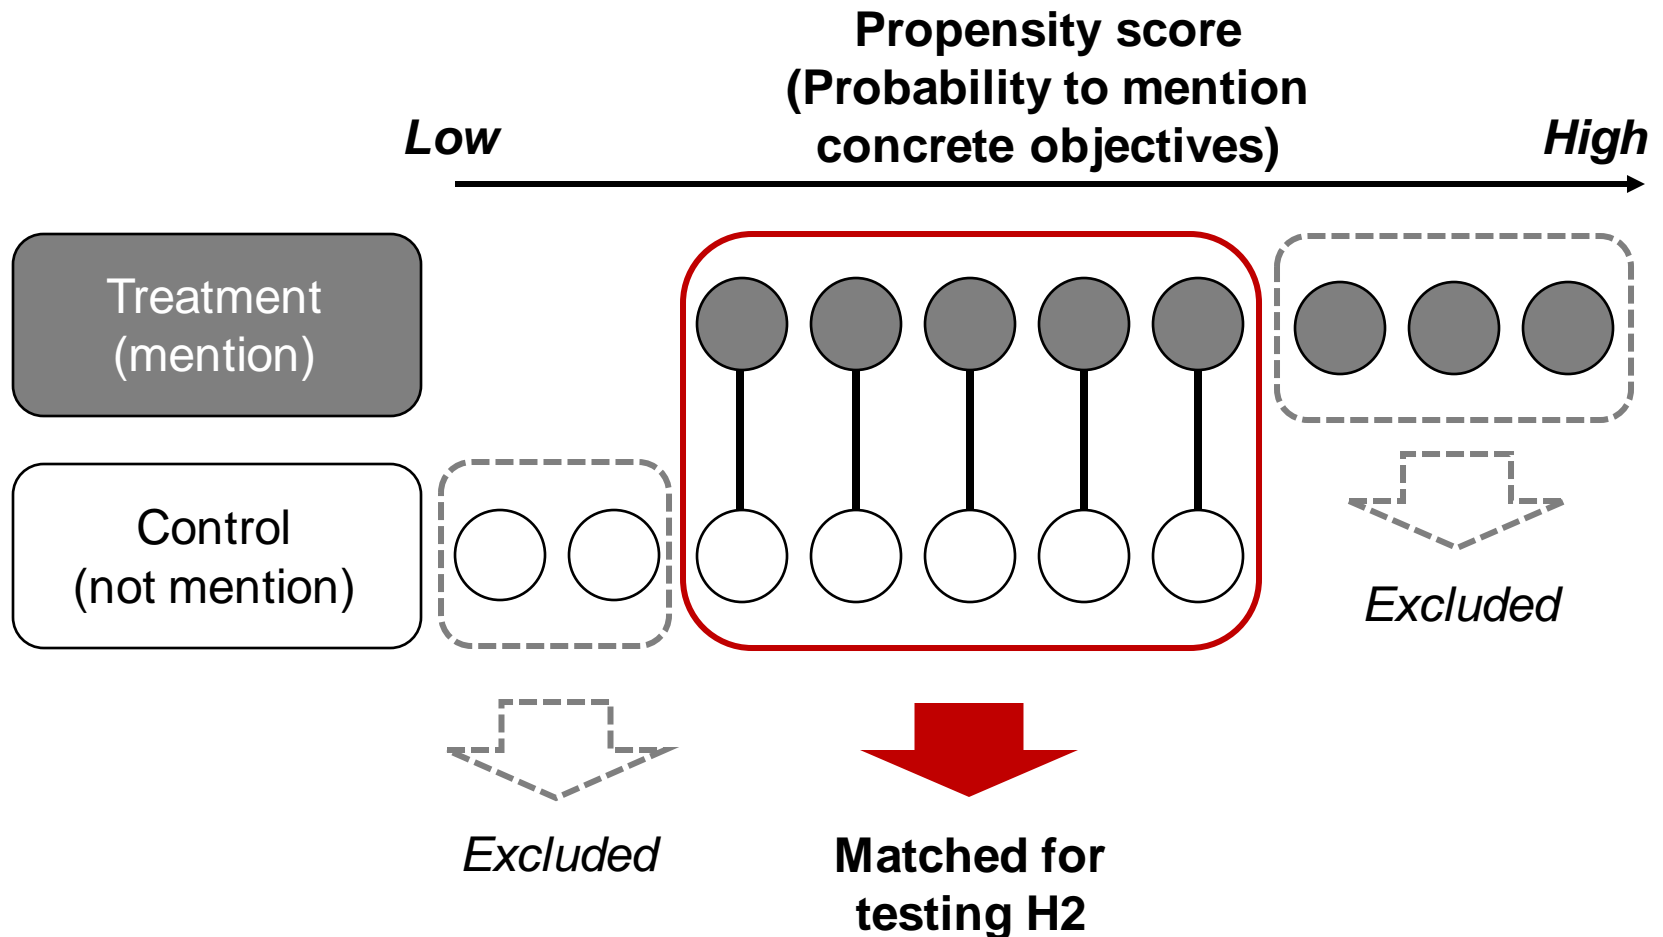 Propensity score
(Probability to mention
concrete objectives)
Low
High
Treatment
(mention)
Control
(not mention)
Excluded
Excluded
Matched for
testing H2